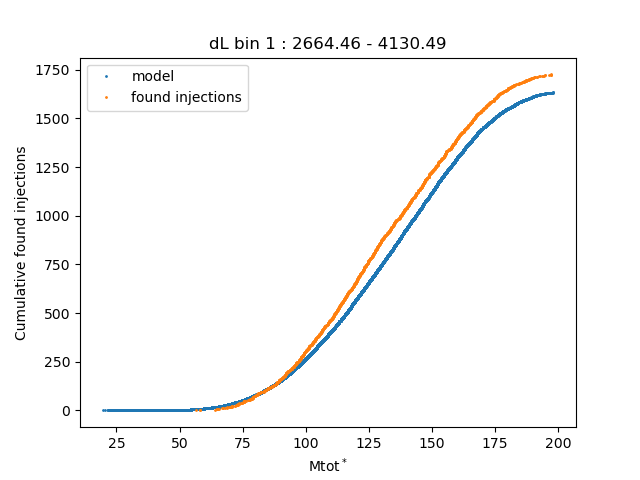 dL bin 1 : 2664.46 - 4130.49
model
found injections
Cumulative found injections
1750
1500
1250
1000
750
500
250
0
25 50 75 100 125 150 175 200
Mtot*